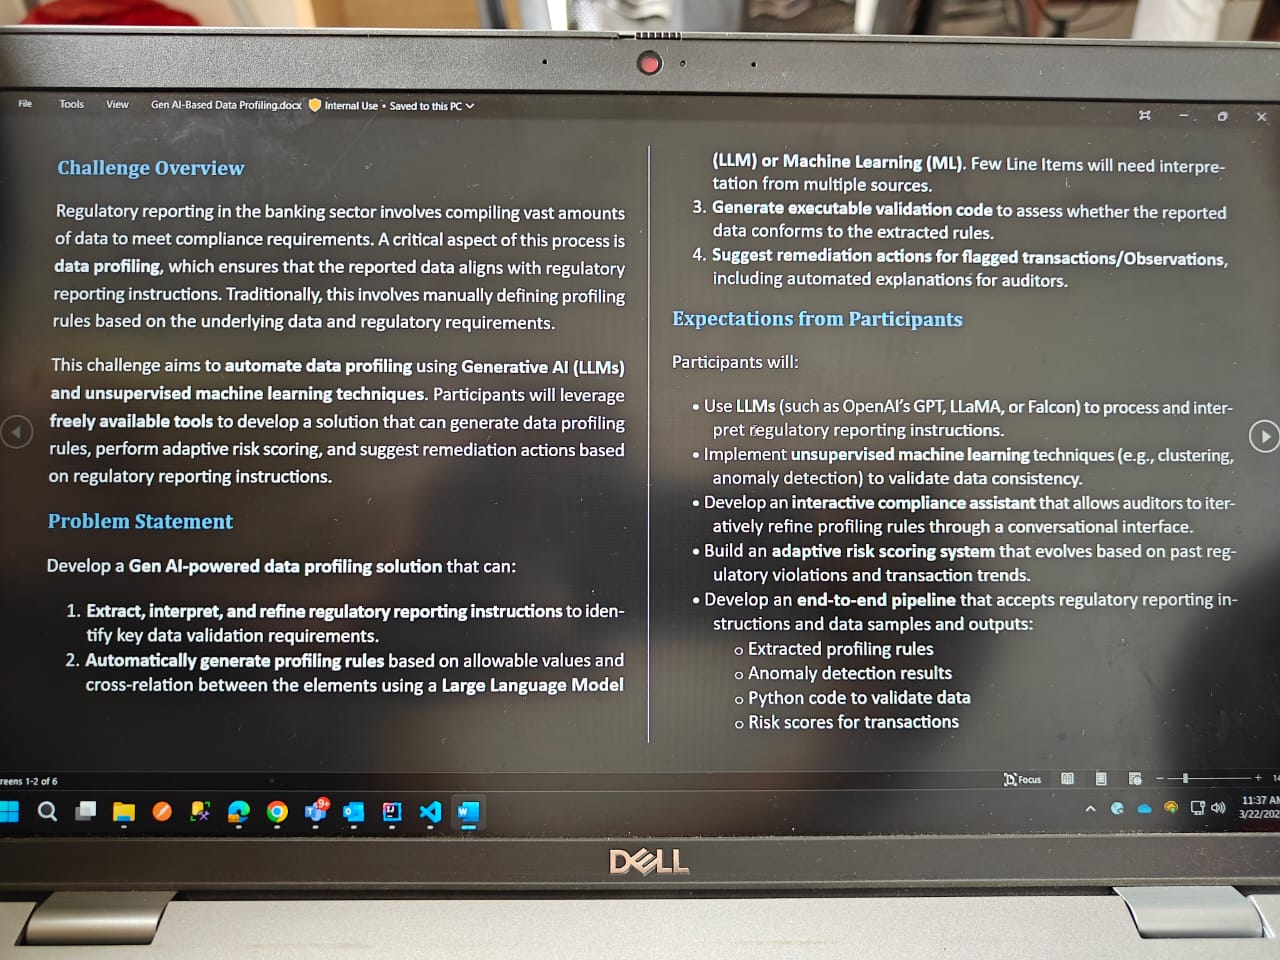 File Tools View Gen AI-Based Data Profiling.docx Internal Use • Saved to this PC
Challenge Overview
Regulatory reporting in the banking sector involves compiling vast amounts
of data to meet compliance requirements. A critical aspect of this process is
data profiling, which ensures that the reported data aligns with regulatory
reporting instructions. Traditionally, this involves manually defining profiling
rules based on the underlying data and regulatory requirements.
This challenge aims to automate data profiling using Generative AI (LLMs)
and unsupervised machine learning techniques. Participants will leverage
freely available tools to develop a solution that can generate data profiling
rules, perform adaptive risk scoring, and suggest remediation actions based
on regulatory reporting instructions.
Problem Statement
Develop a Gen AI-powered data profiling solution that can:
1. Extract, interpret, and refine regulatory reporting instructions to iden-
tify key data validation requirements.
2. Automatically generate profiling rules based on allowable values and
cross-relation between the elements using a Large Language Model
(LLM) or Machine Learning (ML). Few Line Items will need interpre-
tation from multiple sources.
3. Generate executable validation code to assess whether the reported
data conforms to the extracted rules.
4. Suggest remediation actions for flagged transactions/Observations,
including automated explanations for auditors.
Expectations from Participants
Participants will:
• Use LLMs (such as OpenAI's GPT, LLaMA, or Falcon) to process and inter-
pret regulatory reporting instructions.
• Implement unsupervised machine learning techniques (e.g., clustering,
anomaly detection) to validate data consistency.
• Develop an interactive compliance assistant that allows auditors to iter-
atively refine profiling rules through a conversational interface.
• Build an adaptive risk scoring system that evolves based on past reg-
ulatory violations and transaction trends.
• Develop an end-to-end pipeline that accepts regulatory reporting in-
structions and data samples and outputs:
o Extracted profiling rules
o Anomaly detection results
o Python code to validate data
o Risk scores for transactions
reens 1-2 of 6
Focus
9+
11:37 AM
3/22/202
DELL